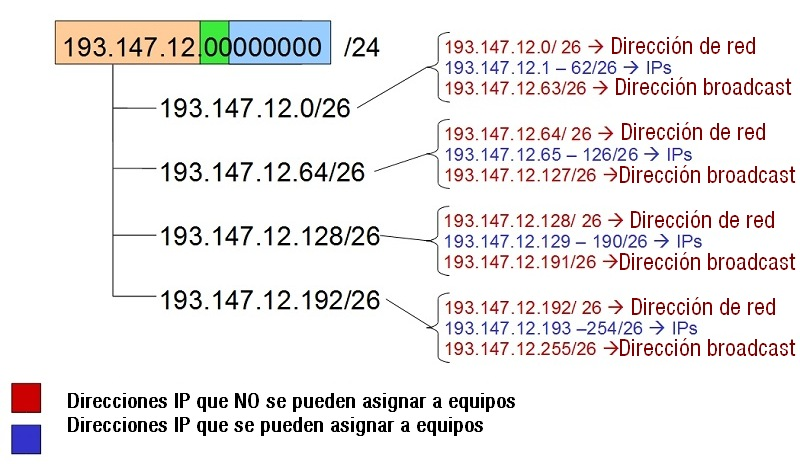 193.147.12.00000000 /24
193.147.12.0/26
193.147.12.0/ 26 → Dirección de red
193.147.12.1 – 62/26 → IPs
193.147.12.63/26 → Dirección broadcast
193.147.12.64/26
193.147.12.64/ 26 → Dirección de red
193.147.12.65 – 126/26 → IPs
193.147.12.127/26 →Dirección broadcast
193.147.12.128/26
193.147.12.128/ 26 → Dirección de red
193.147.12.129 – 190/26 → IPs
193.147.12.191/26 →Dirección broadcast
193.147.12.192/26
193.147.12.192/ 26 → Dirección de red
193.147.12.193 –254/26 → IPs
193.147.12.255/26 →Dirección broadcast
Direcciones IP que NO se pueden asignar a equipos
Direcciones IP que se pueden asignar a equipos